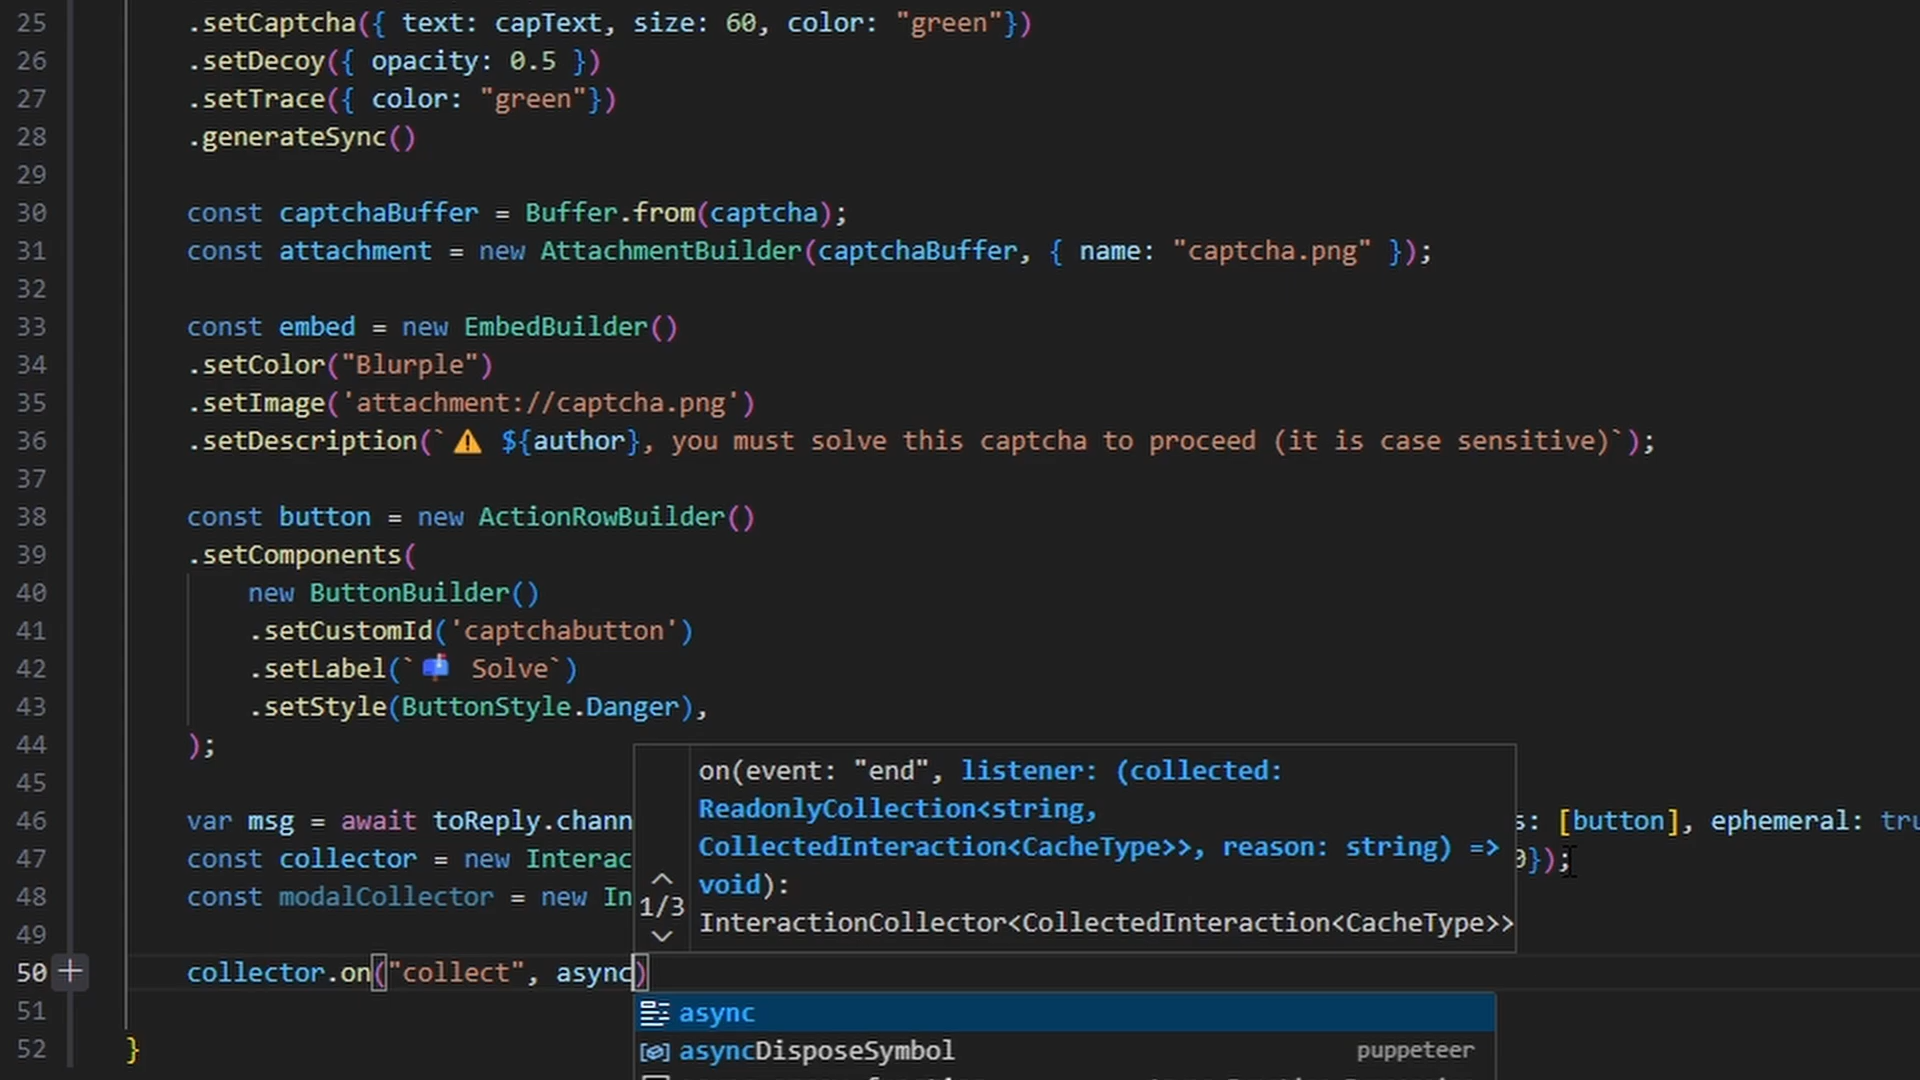 25 .setCaptcha({ text: capText, size: 60, color: "green"})
26 .setDecoy({ opacity: 0.5 })
27 .setTrace({ color: "green"})
28 .generateSync()
29
30 const captchaBuffer = Buffer.from(captcha);
31 const attachment = new AttachmentBuilder(captchaBuffer, { name: "captcha.png" });
32
33 const embed = new EmbedBuilder()
34 .setColor("Blurple")
35 .setImage('attachment://captcha.png')
36 .setDescription(`⚠️ ${author}, you must solve this captcha to proceed (it is case sensitive)`);
37
38 const button = new ActionRowBuilder()
39 .setComponents(
40 new ButtonBuilder()
41 .setCustomId('captchabutton')
42 .setLabel(`📫 Solve`)
43 .setStyle(ButtonStyle.Danger),
44 );
45
46 var msg = await toReply.chann s: [button], ephemeral: tru
47 const collector = new Interac 0});
48 const modalCollector = new In
49
50 collector.on("collect", async)
51
52 }
on(event: "end", listener: (collected:
ReadonlyCollection<string,
CollectedInteraction<CacheType>>, reason: string) =>
void):
InteractionCollector<CollectedInteraction<CacheType>>
1/3
async
asyncDisposeSymbol puppeteer